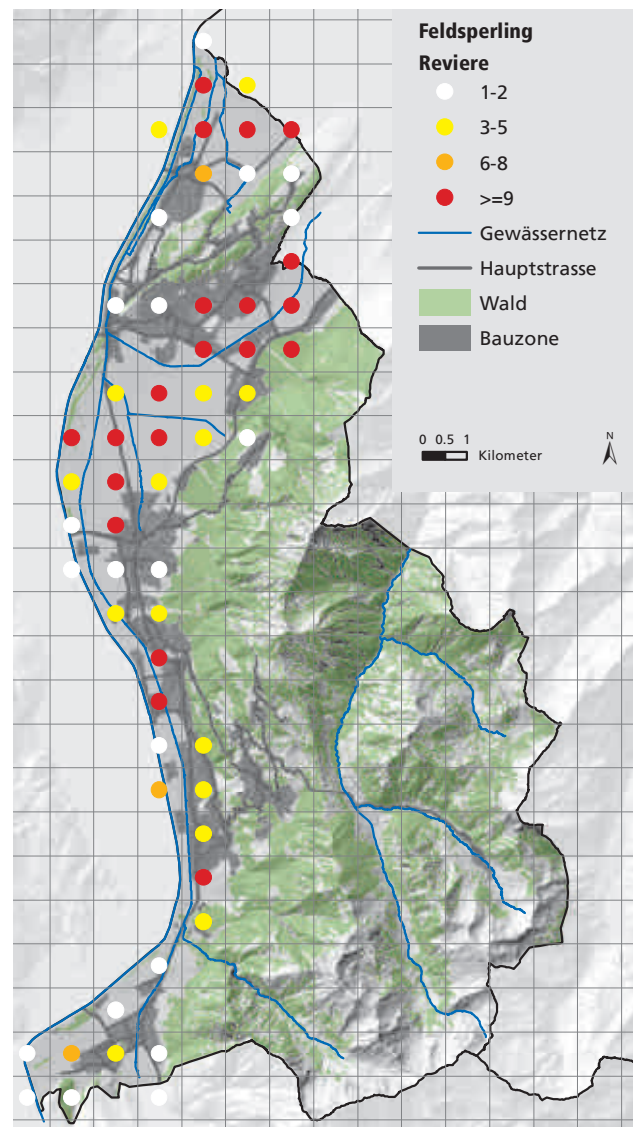 Feldsperling
Reviere
1-2
3-5
6-8
>=9
Gewässernetz
Hauptstrasse
Wald
Bauzone
N
0 0.5 1
Kilometer